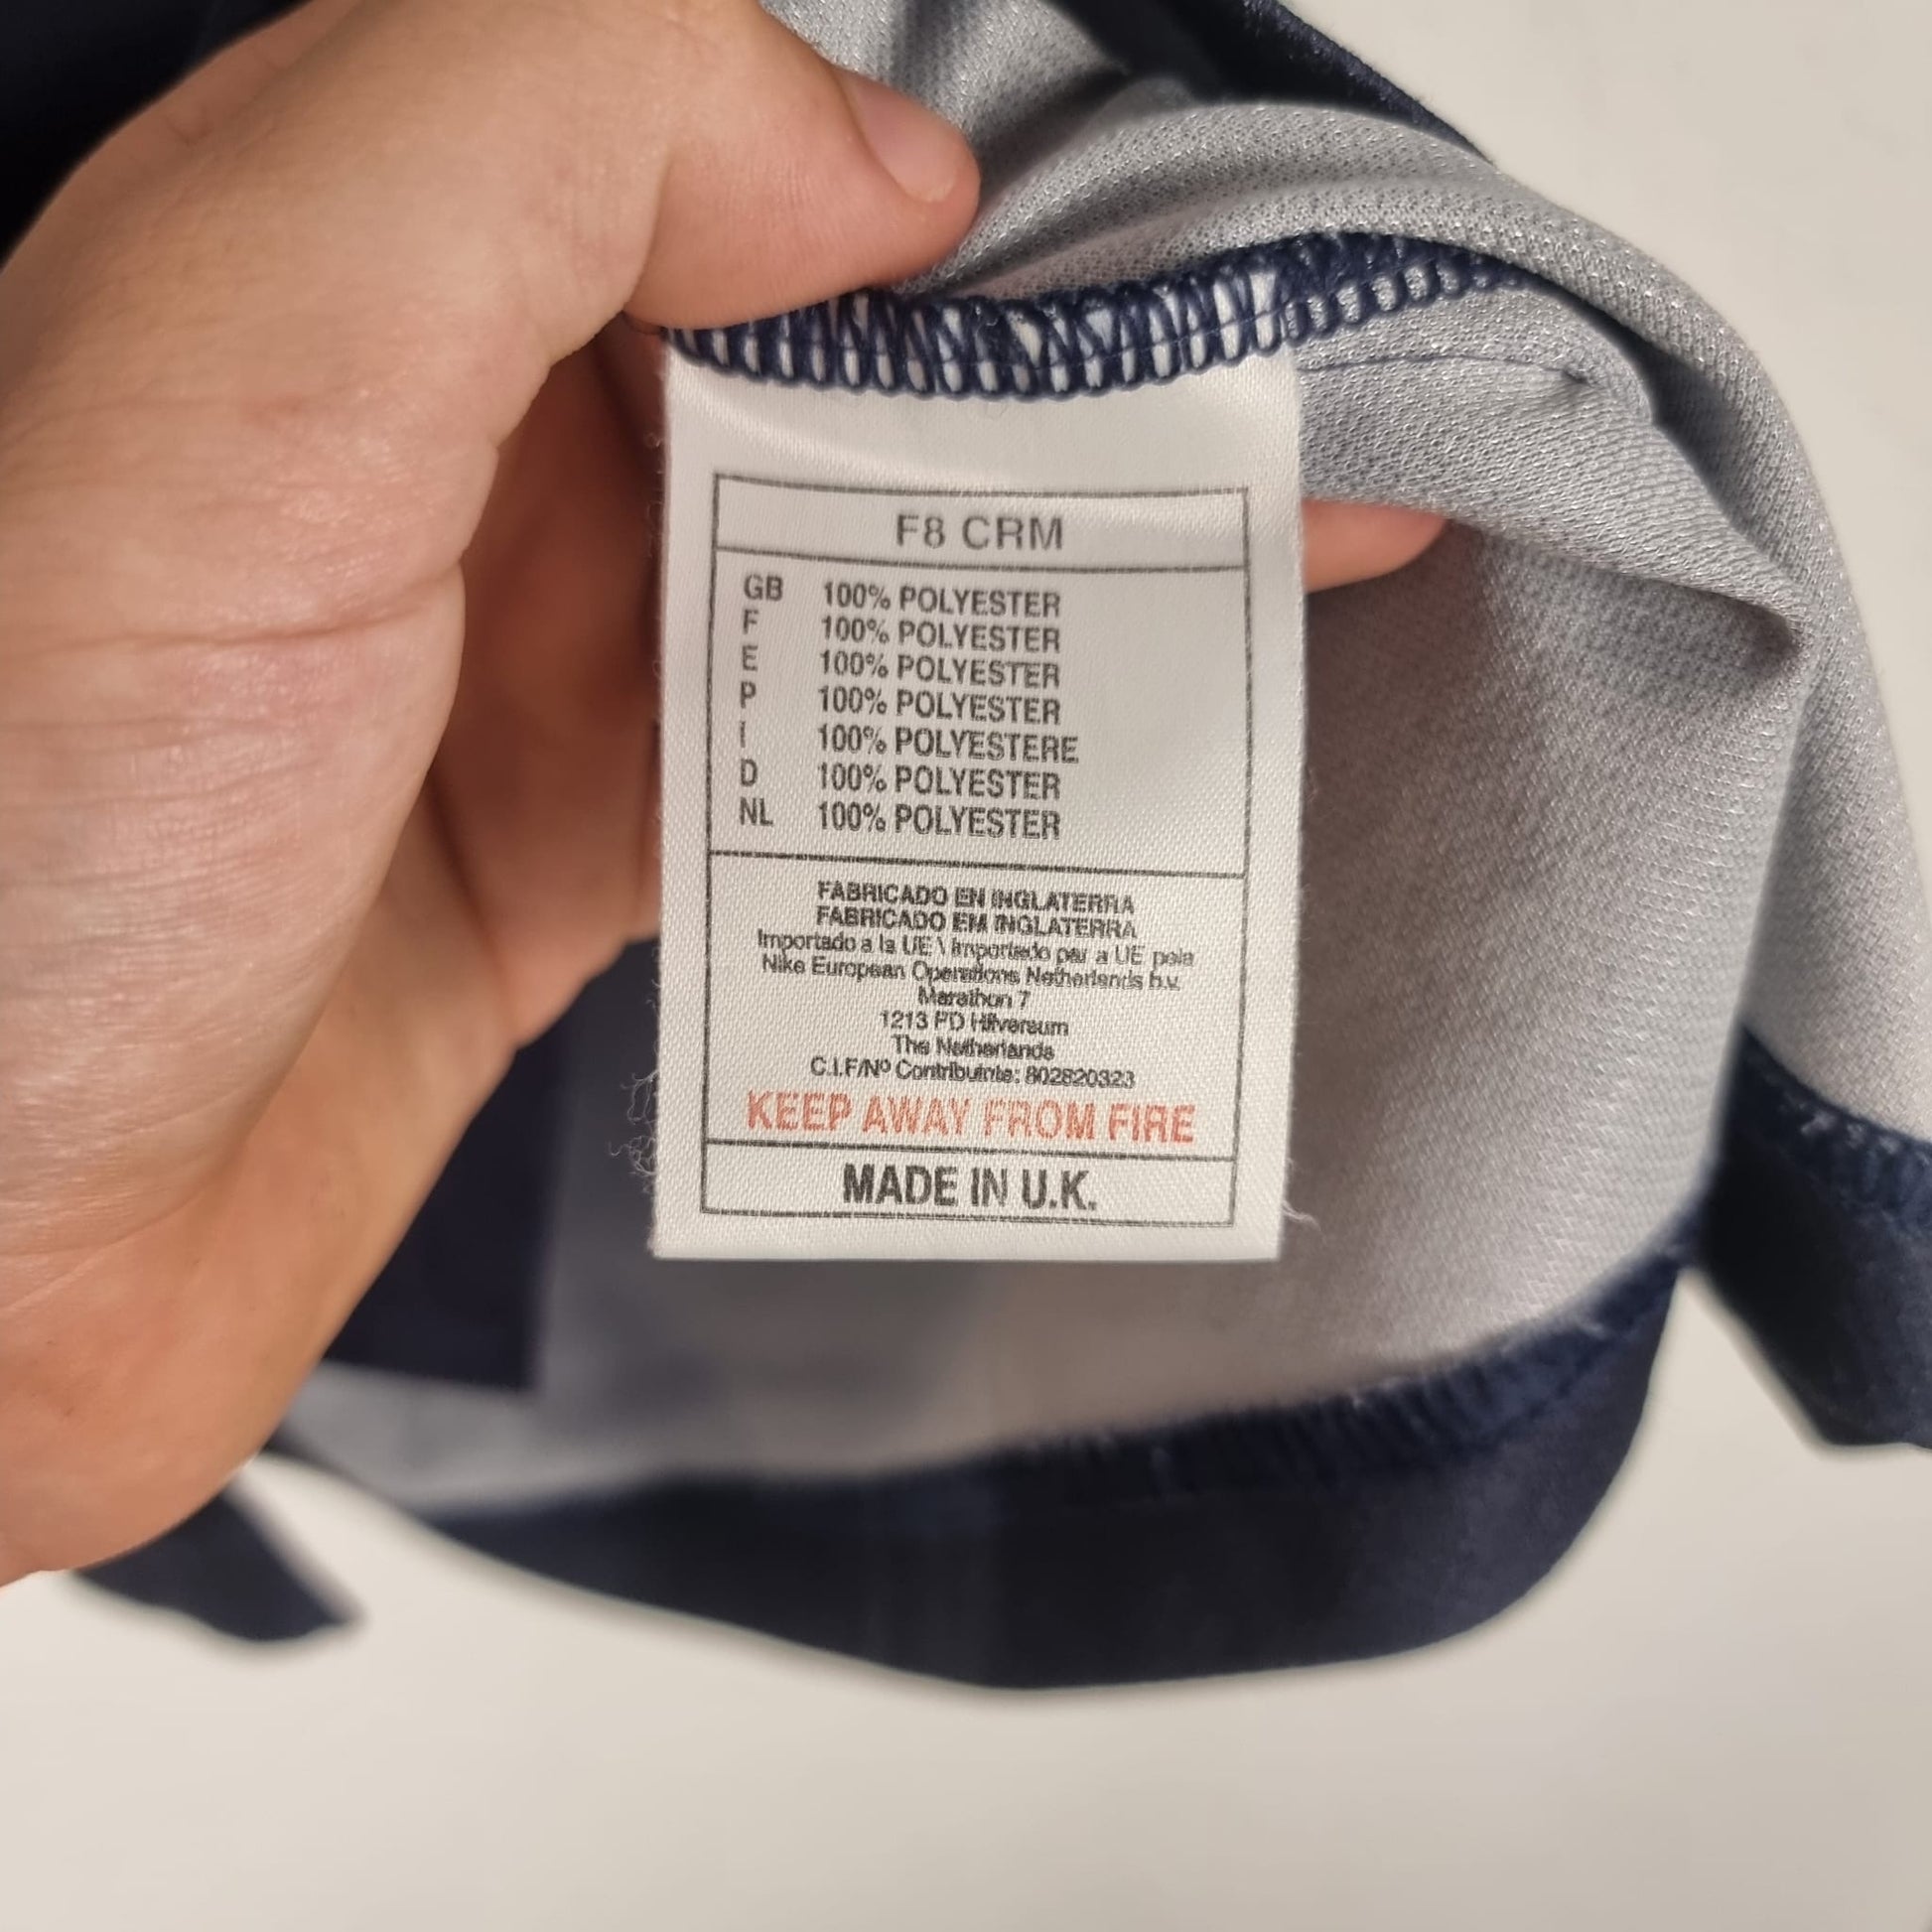 F8 CRM
GB 100% POLYESTER
F 100% POLYESTER
E 100% POLYESTER
P 100% POLYESTER
I 100% POLYESTERE
D 100% POLYESTER
NL 100% POLYESTER
FABRICADO EN INGLATERRA
FABRICADO EM INGLATERRA
Importado a la UE \ Importado par a UE pela
Nike European Operations Netherlands b.v.
Marathon 7
1213 PD Hilversum
The Netherlands
C.I.F/Nº Contribuinte: 802820323
KEEP AWAY FROM FIRE
MADE IN U.K.